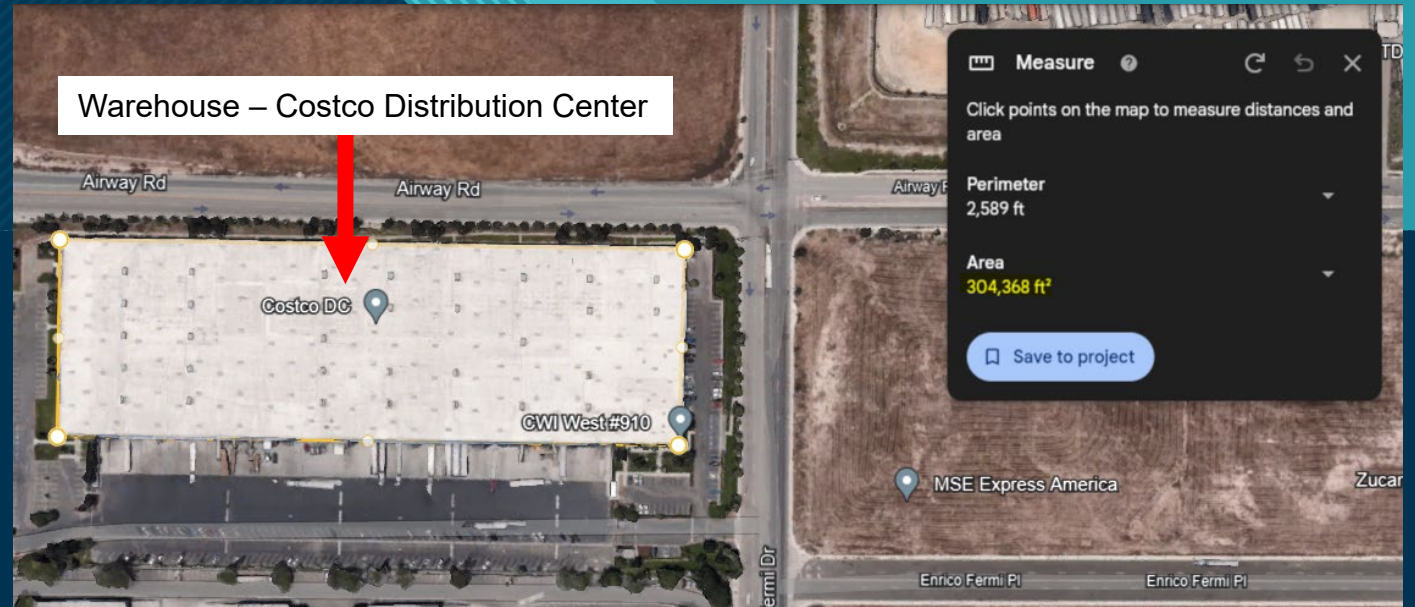 Measure
TD
Click points on the map to measure distances and
area
Warehouse – Costco Distribution Center
Airway Rd
Airway Rd
Airway
Perimeter
2,589 ft
Area
304,368 ft²
Costco DC
Save to project
CWI West #910
MSE Express America
Zucar
ermi Dr
Enrico Fermi Pl
Enrico Fermi Pl